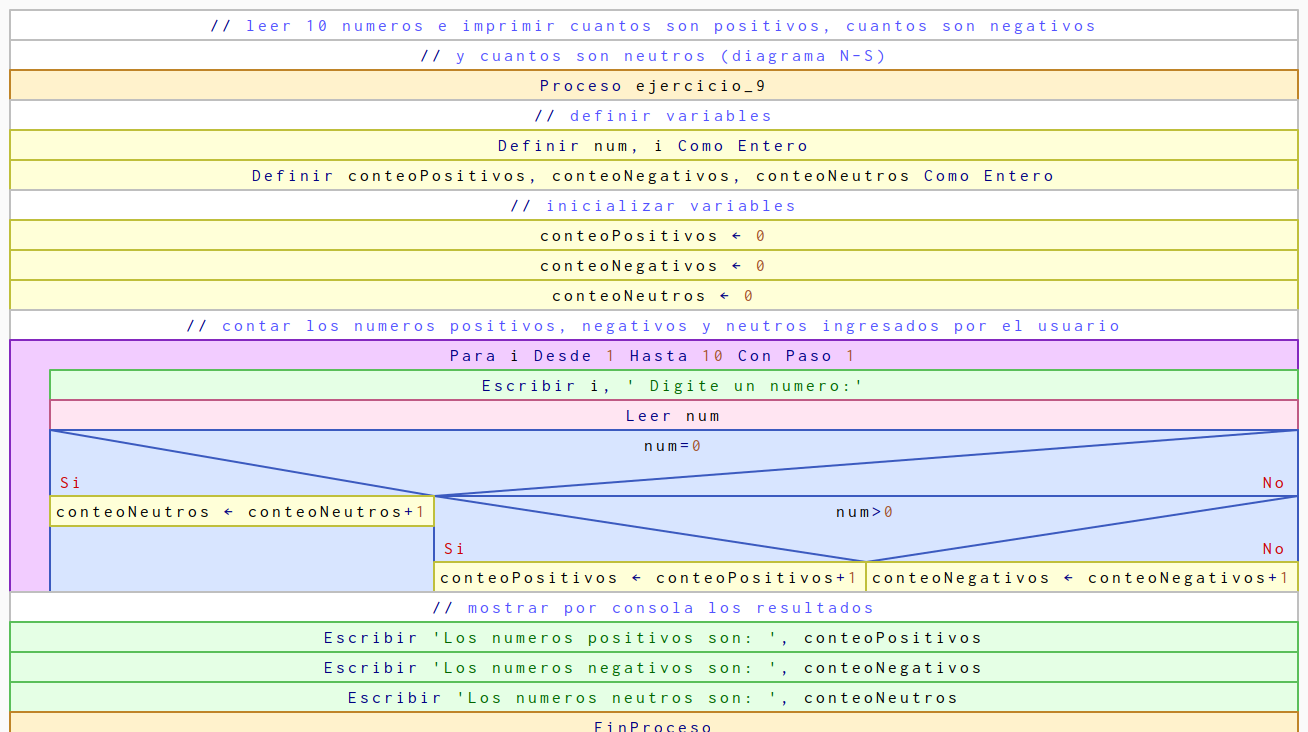 // leer 10 numeros e imprimir cuantos son positivos, cuantos son negativos
// y cuantos son neutros (diagrama N-S)
Proceso ejercicio_9
// definir variables
Definir num, i Como Entero
Definir conteoPositivos, conteoNegativos, conteoNeutros Como Entero
// inicializar variables
conteoPositivos ← 0
conteoNegativos ← 0
conteoNeutros ← 0
// contar los numeros positivos, negativos y neutros ingresados por el usuario
Para i Desde 1 Hasta 10 Con Paso 1
Escribir i, ' Digite un numero:'
Leer num
num=0
Si No
conteoNeutros ← conteoNeutros+1 num>0
Si No
conteoPositivos ← conteoPositivos+1 conteoNegativos ← conteoNegativos+1
// mostrar por consola los resultados
Escribir 'Los numeros positivos son: ', conteoPositivos
Escribir 'Los numeros negativos son: ', conteoNegativos
Escribir 'Los numeros neutros son: ', conteoNeutros
FinProceso